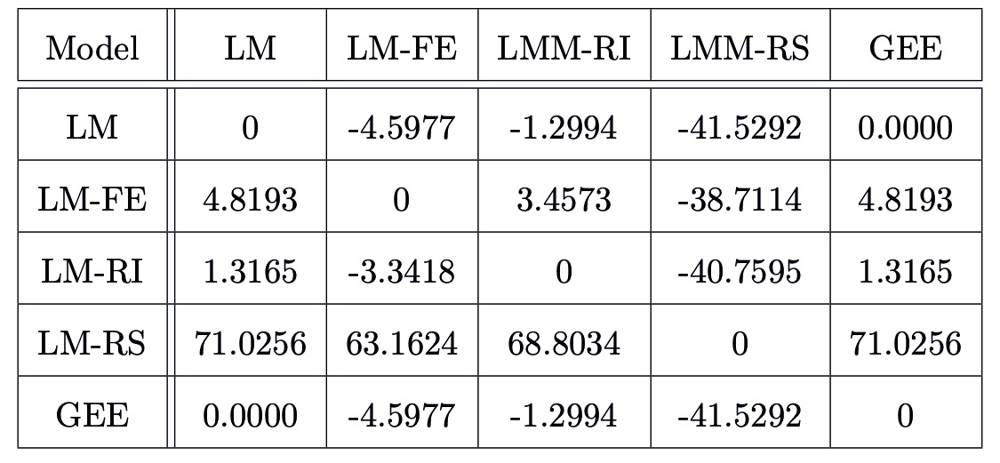 Model LM LM-FE LMM-RI LMM-RS GEE
LM 0 -4.5977 -1.2994 -41.5292 0.0000
LM-FE 4.8193 0 3.4573 -38.7114 4.8193
LM-RI 1.3165 -3.3418 0 -40.7595 1.3165
LM-RS 71.0256 63.1624 68.8034 0 71.0256
GEE 0.0000 -4.5977 -1.2994 -41.5292 0